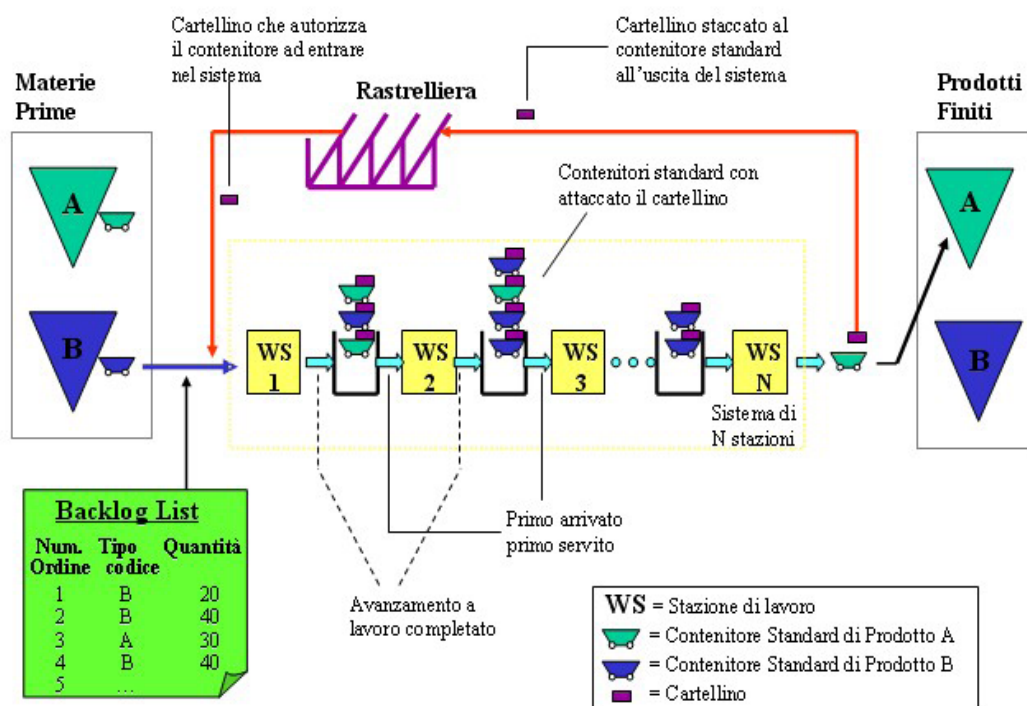 Cartellino che autorizza
il contenitore ad entrare
nel sistema
Cartellino staccato al
contenitore standard
all'uscita del sistema
Materie
Prime
Rastrelliera
Prodotti
Finiti
Contenitori standard con
attaccato il cartellino
A
B
A
B
WS
1
WS
2
WS
3
WS
N
Sistema di
N stazioni
Primo arrivato
primo servito
Avanzamento a
lavoro completato
Backlog List
Num. Tipo Quantità
Ordine codice
1 B 20
2 B 40
3 A 30
4 B 40
5 ...
WS = Stazione di lavoro
= Contenitore Standard di Prodotto A
= Contenitore Standard di Prodotto B
= Cartellino